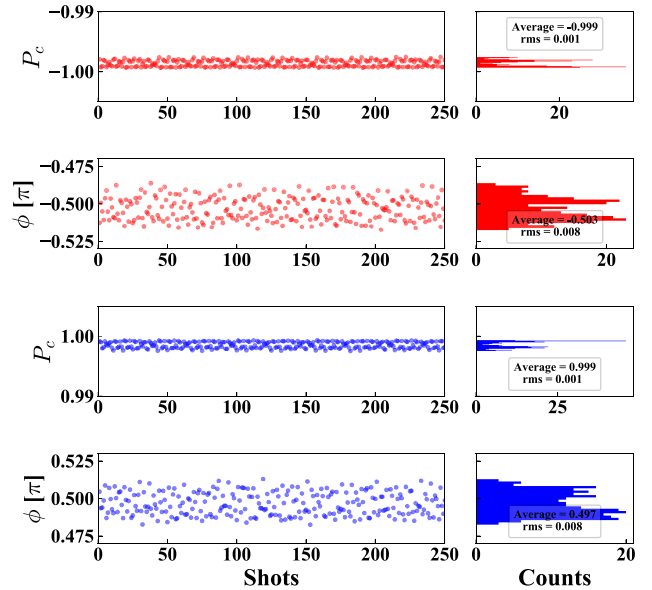 −0.99
−1.00
P_c
0 50 100 150 200 250
Average = -0.999
rms = 0.001
0 20
−0.475
−0.500
−0.525
ϕ [π]
0 50 100 150 200 250
Average = -0.503
rms = 0.008
0 20
1.00
0.99
P_c
0 50 100 150 200 250
Average = 0.999
rms = 0.001
0 25
0.525
0.500
0.475
ϕ [π]
0 50 100 150 200 250
Shots
Average = 0.497
rms = 0.008
0 20
Counts